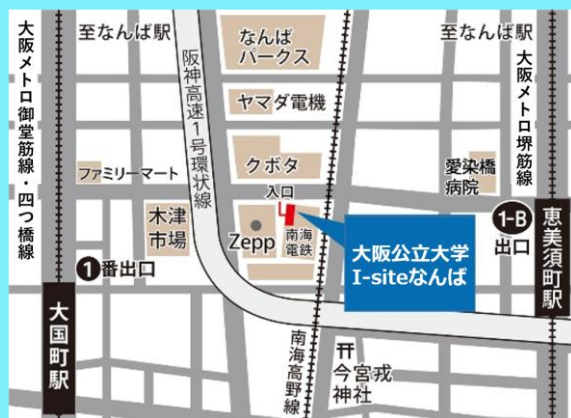 大阪メトロ御堂筋線・四つ橋線
至なんば駅
阪神高速1号環状線
なんば
パークス
ヤマダ電機
クボタ
入口
ファミリーマート
木津
市場
Zepp
南海
電鉄
1番出口
大国町駅
至なんば駅
大阪メトロ堺筋線
愛染橋
病院
1-B
出口
恵美須町駅
大阪公立大学
I-siteなんば
南海高野線
今宮戎
神社